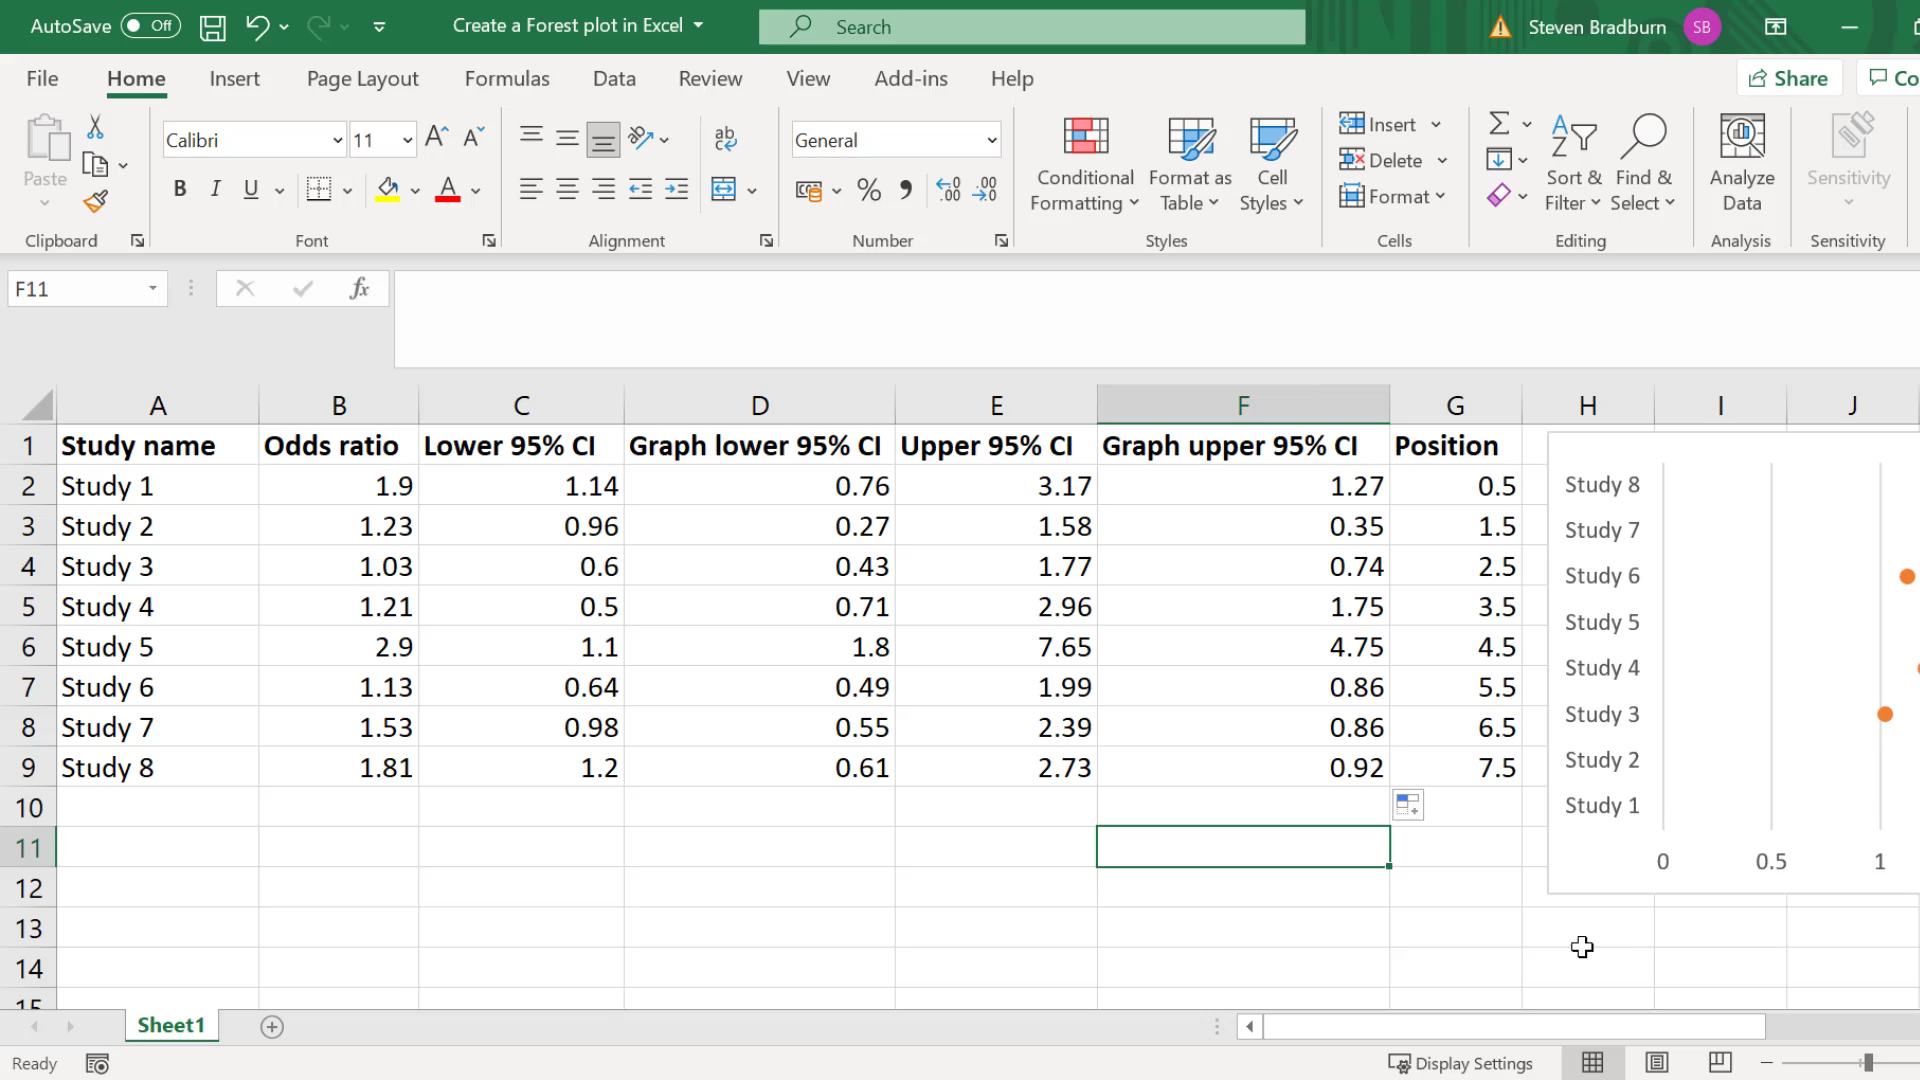 AutoSave Off Create a Forest plot in Excel Search Steven Bradburn SB
File Home Insert Page Layout Formulas Data Review View Add-ins Help Share Co
Paste
Clipboard
Calibri 11
B I U A
Font
ab
Alignment
General
% 9
Number
Conditional Formatting
Format as Table
Cell Styles
Styles
Insert
Delete
Format
Cells
Sort & Filter
Find & Select
Editing
Analyze Data
Analysis
Sensitivity
Sensitivity
F11 fx
A B C D E F G H I J
1 Study name Odds ratio Lower 95% CI Graph lower 95% CI Upper 95% CI Graph upper 95% CI Position
2 Study 1 1.9 1.14 0.76 3.17 1.27 0.5
3 Study 2 1.23 0.96 0.27 1.58 0.35 1.5
4 Study 3 1.03 0.6 0.43 1.77 0.74 2.5
5 Study 4 1.21 0.5 0.71 2.96 1.75 3.5
6 Study 5 2.9 1.1 1.8 7.65 4.75 4.5
7 Study 6 1.13 0.64 0.49 1.99 0.86 5.5
8 Study 7 1.53 0.98 0.55 2.39 0.86 6.5
9 Study 8 1.81 1.2 0.61 2.73 0.92 7.5
10
11
12
13
14
15
Study 8
Study 7
Study 6
Study 5
Study 4
Study 3
Study 2
Study 1
0 0.5 1
Sheet1
Ready Display Settings